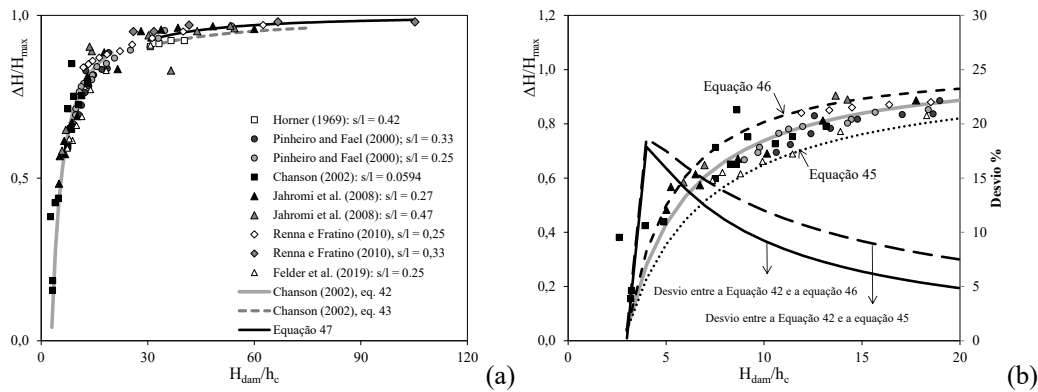 1,0
0,5
0,0
ΔH/Hmax
0
30
60
90
120
Hdam/hc
Horner (1969): s/l = 0.42
Pinheiro and Fael (2000); s/l = 0.33
Pinheiro and Fael (2000); s/l = 0.25
Chanson (2002): s/l = 0.0594
Jahromi et al. (2008): s/l = 0.27
Jahromi et al. (2008): s/l = 0.47
Renna e Fratino (2010), s/l = 0,25
Renna e Fratino (2010), s/l = 0,33
Felder et al. (2019): s/l = 0.25
Chanson (2002), eq. 42
Chanson (2002), eq. 43
Equação 47
(a)
1,2
1,0
0,8
0,6
0,4
0,2
0,0
ΔH/Hmax
30
25
20
15
10
5
0
Desvio %
Equação 46
Equação 45
Desvio entre a Equação 42 e a equação 46
Desvio entre a Equação 42 e a equação 45
0
5
10
15
20
Hdam/hc
(b)